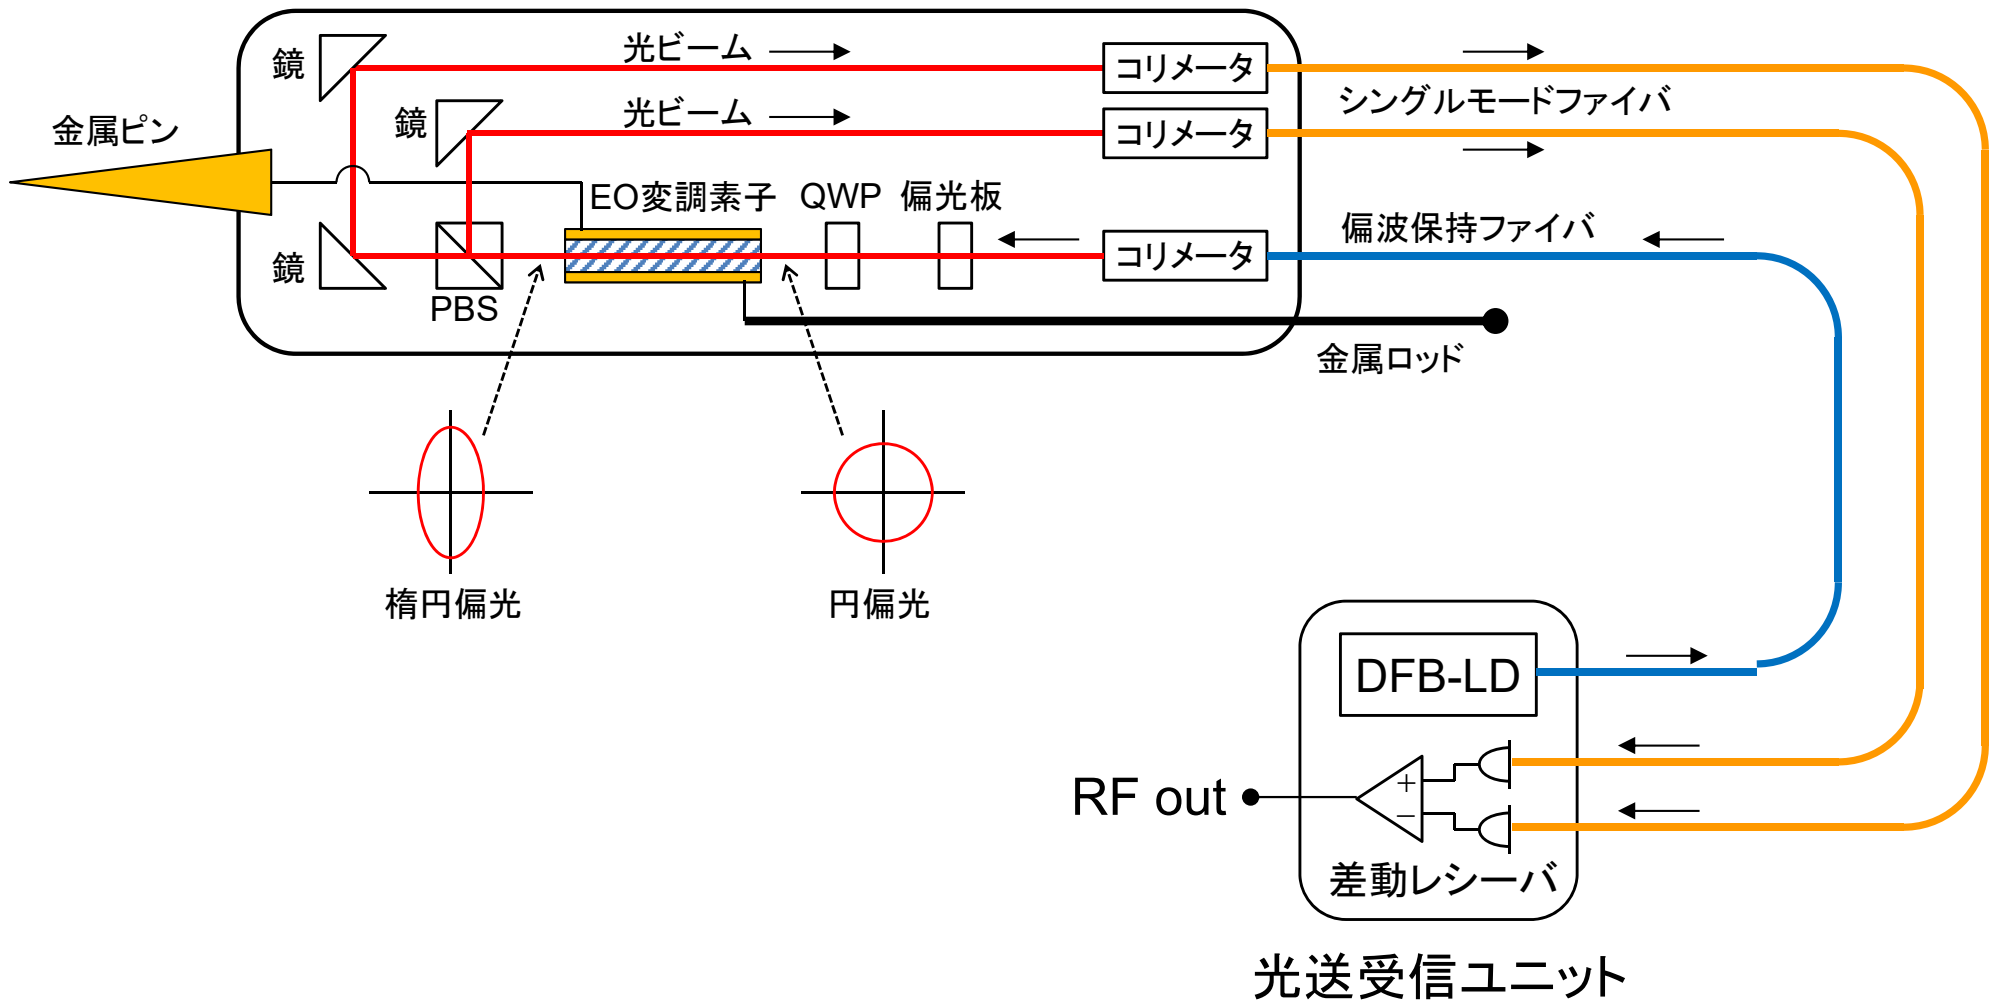 鏡
光ビーム
コリメータ
金属ピン
鏡
光ビーム
コリメータ
シングルモードファイバ
EO変調素子
QWP
偏光板
鏡
PBS
コリメータ
偏波保持ファイバ
金属ロッド
楕円偏光
円偏光
DFB-LD
RF out
+
−
差動レシーバ
光送受信ユニット